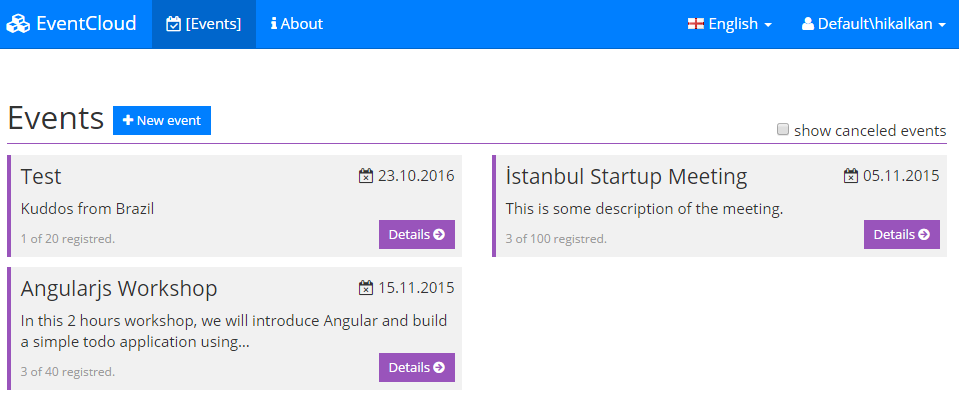 EventCloud [Events] About English Default\hikalkan
Events New event
show canceled events
Test 23.10.2016
Kuddos from Brazil
1 of 20 registred. Details
İstanbul Startup Meeting 05.11.2015
This is some description of the meeting.
3 of 100 registred. Details
Angularjs Workshop 15.11.2015
In this 2 hours workshop, we will introduce Angular and build
a simple todo application using...
3 of 40 registred. Details